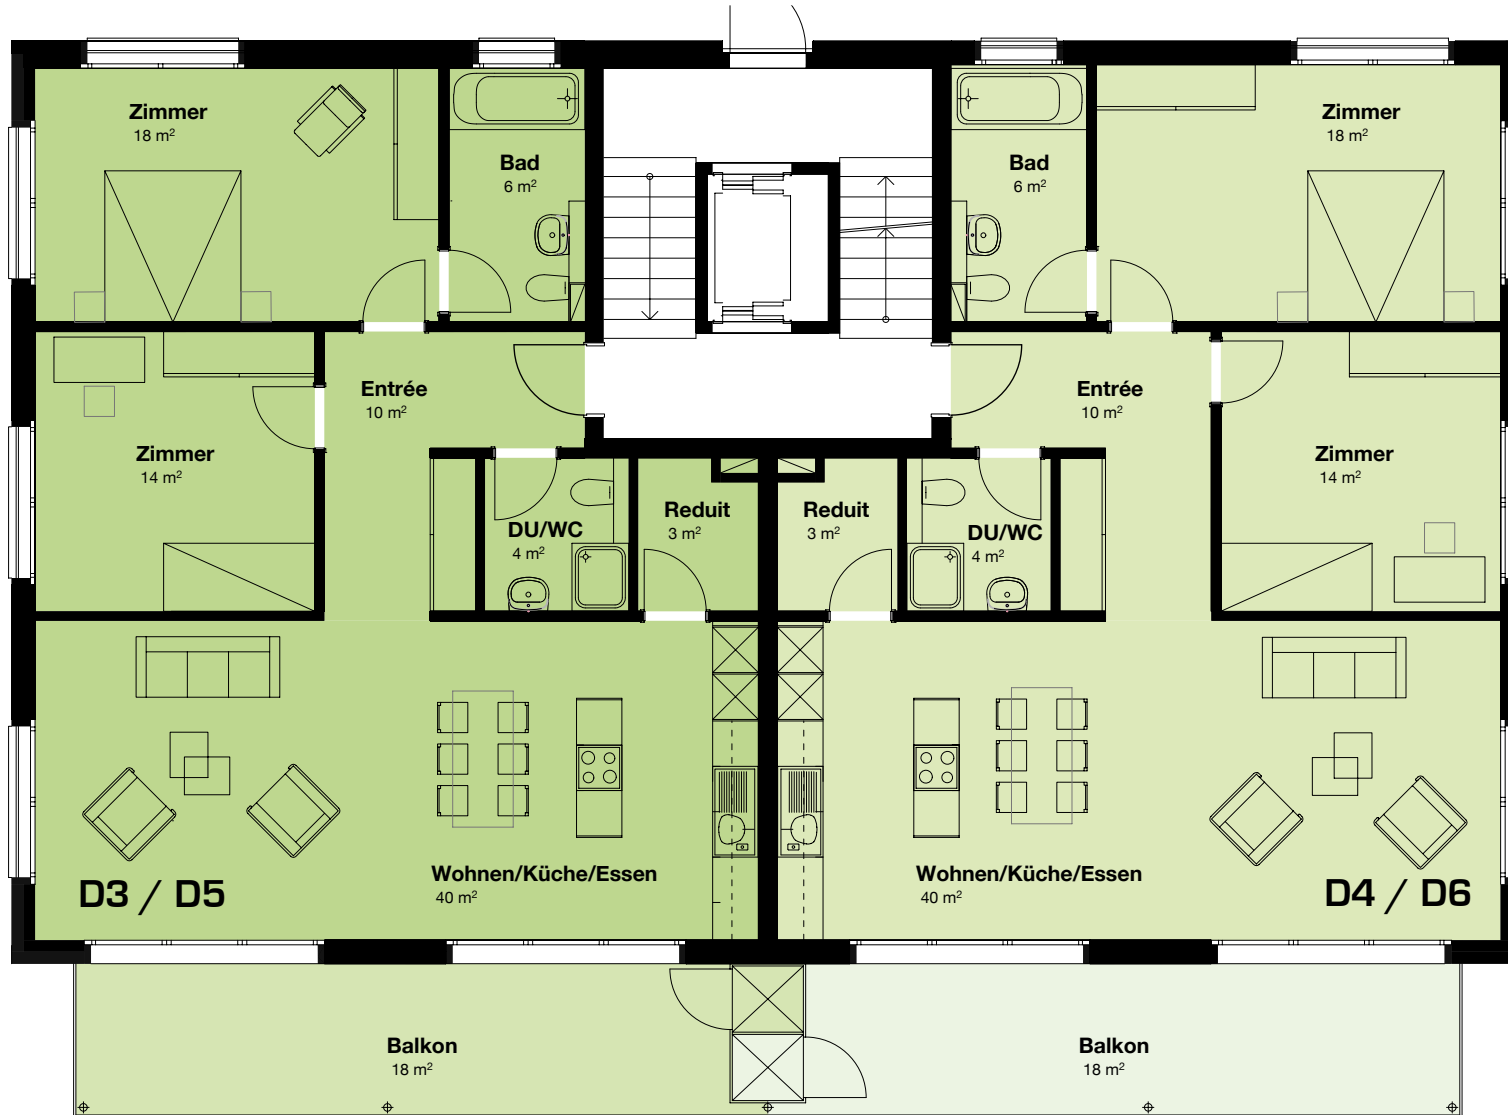 Zimmer
18 m²
Bad
6 m²
Bad
6 m²
Zimmer
18 m²
Entrée
10 m²
Entrée
10 m²
Zimmer
14 m²
Zimmer
14 m²
DU/WC
4 m²
Reduit
3 m²
Reduit
3 m²
DU/WC
4 m²
Wohnen/Küche/Essen
40 m²
D3 / D5
Wohnen/Küche/Essen
40 m²
D4 / D6
Balkon
18 m²
Balkon
18 m²